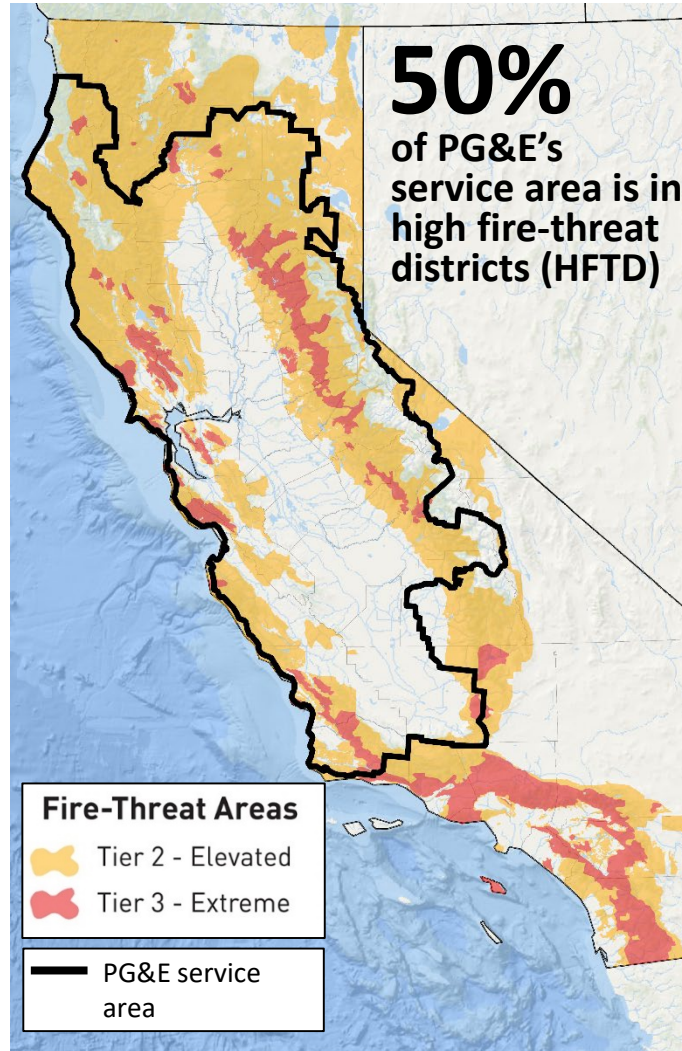 50%
of PG&E’s
service area is in
high fire-threat
districts (HFTD)
Fire-Threat Areas
Tier 2 - Elevated
Tier 3 - Extreme
PG&E service
area